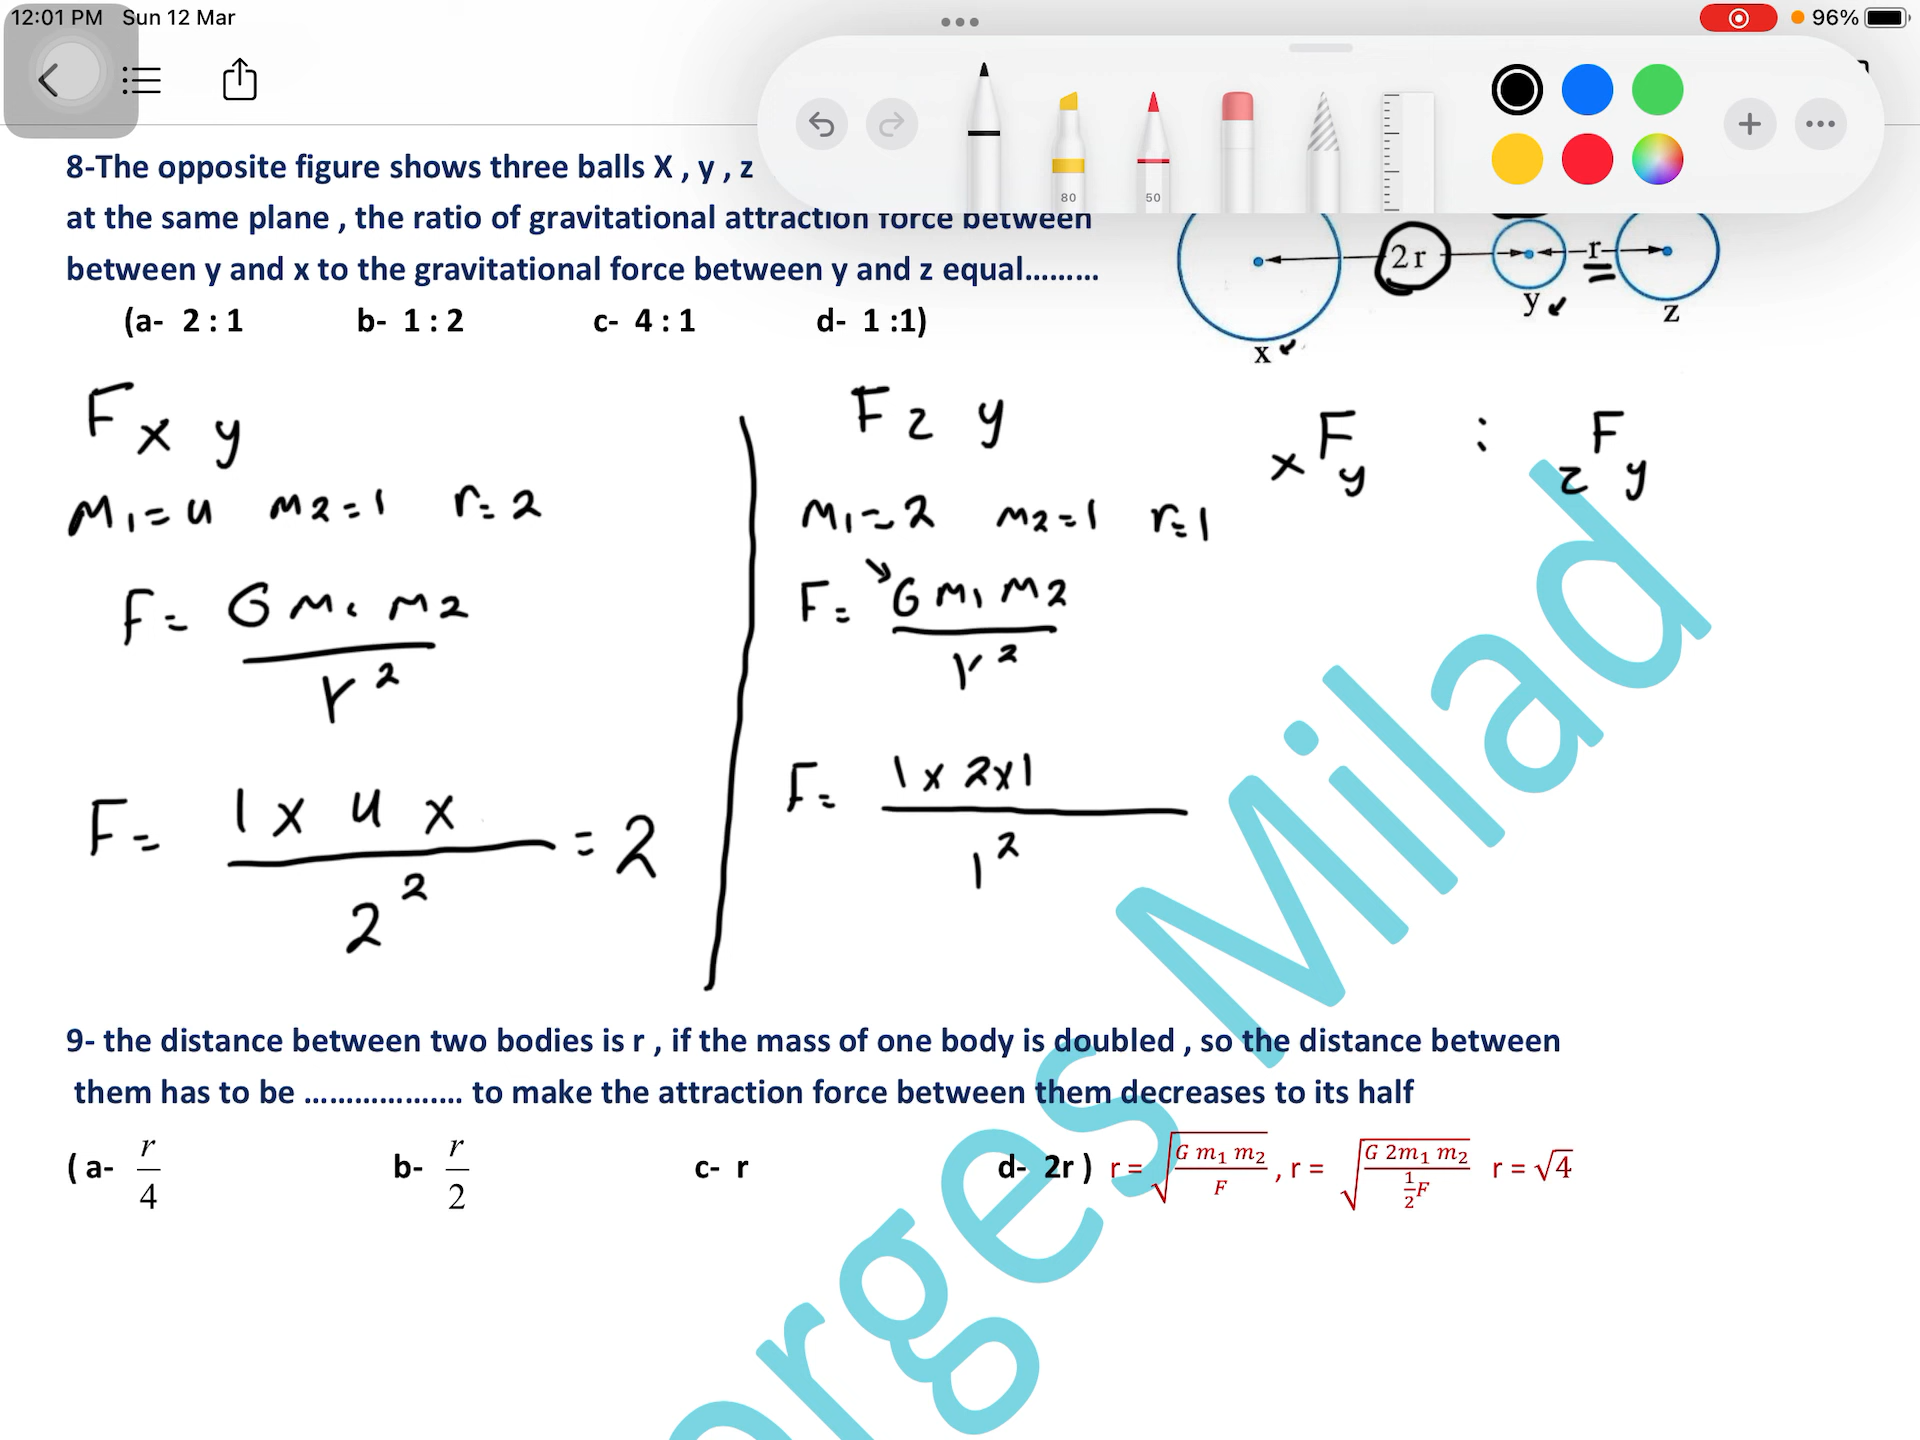 12:01 PM Sun 12 Mar
96%
80
50
8-The opposite figure shows three balls X , y , z
at the same plane , the ratio of gravitational attraction force between
between y and x to the gravitational force between y and z equal.........
(a- 2 : 1 b- 1 : 2 c- 4 : 1 d- 1 :1)
2r
r
x
y
z
F x y
M1 = 4 M2 = 1 r = 2
F = G M1 M2
r²
F = 1 x 4 x = 2
2²
F z y
M1 = 2 M2 = 1 r = 1
F = G M1 M2
r²
F = 1 x 2 x 1
1²
x F y : z F y
9- the distance between two bodies is r , if the mass of one body is doubled , so the distance between
them has to be ................... to make the attraction force between them decreases to its half
( a- r/4 b- r/2 c- r d- 2r ) r = √(G m₁ m₂ / F) , r = √(G 2m₁ m₂ / ½F) r = √4
orges Milad